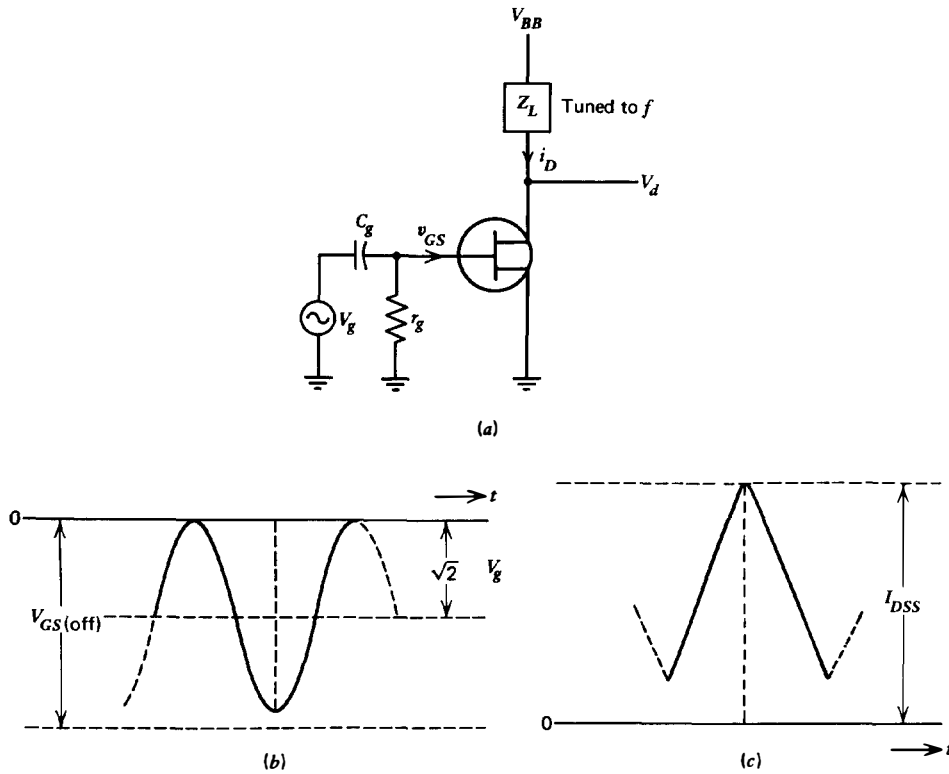 V_BB
Z_L Tuned to f
i_D
V_d
C_g
v_GS
V_g
r_g
(a)
t
0
√2 V_g
V_GS(off)
(b)
I_DSS
0
t
(c)